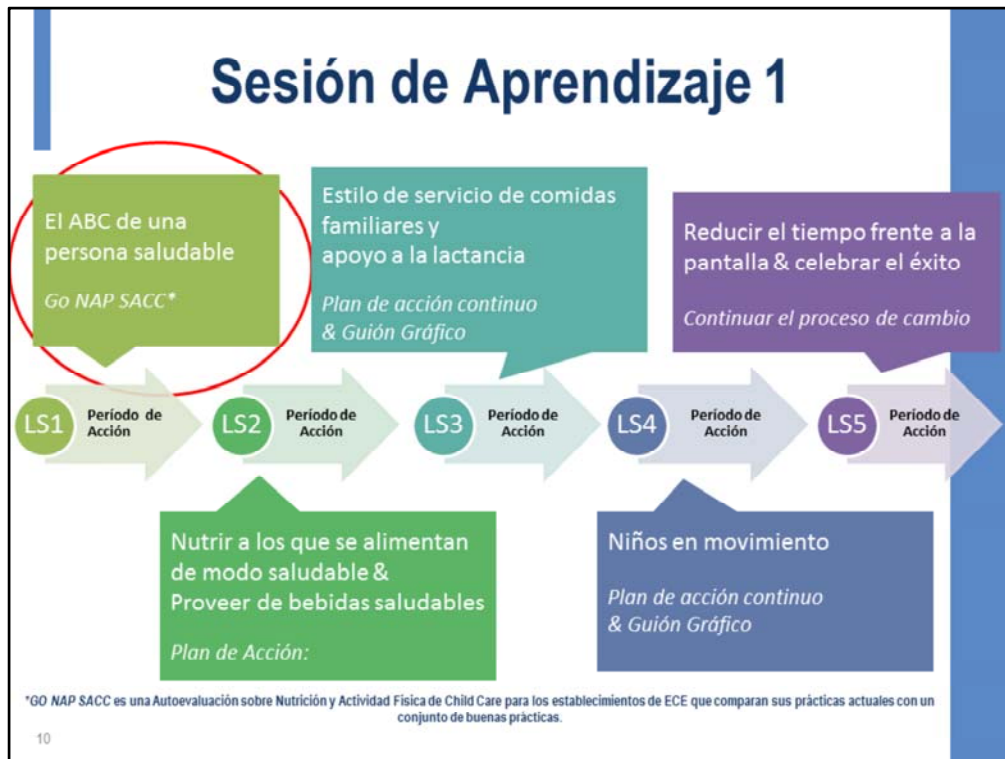 Sesión de Aprendizaje 1
El ABC de una
persona saludable
Go NAP SACC*
Estilo de servicio de comidas
familiares y
apoyo a la lactancia
Plan de acción continuo
& Guión Gráfico
Reducir el tiempo frente a la
pantalla & celebrar el éxito
Continuar el proceso de cambio
LS1
Período de
Acción
LS2
Período de
Acción
LS3
Período de
Acción
LS4
Período de
Acción
LS5
Período de
Acción
Nutrir a los que se alimentan
de modo saludable &
Proveer de bebidas saludables
Plan de Acción:
Niños en movimiento
Plan de acción continuo
& Guión Gráfico
*GO NAP SACC es una Autoevaluación sobre Nutrición y Actividad Física de Child Care para los establecimientos de ECE que comparan sus prácticas actuales con un
conjunto de buenas prácticas.
10